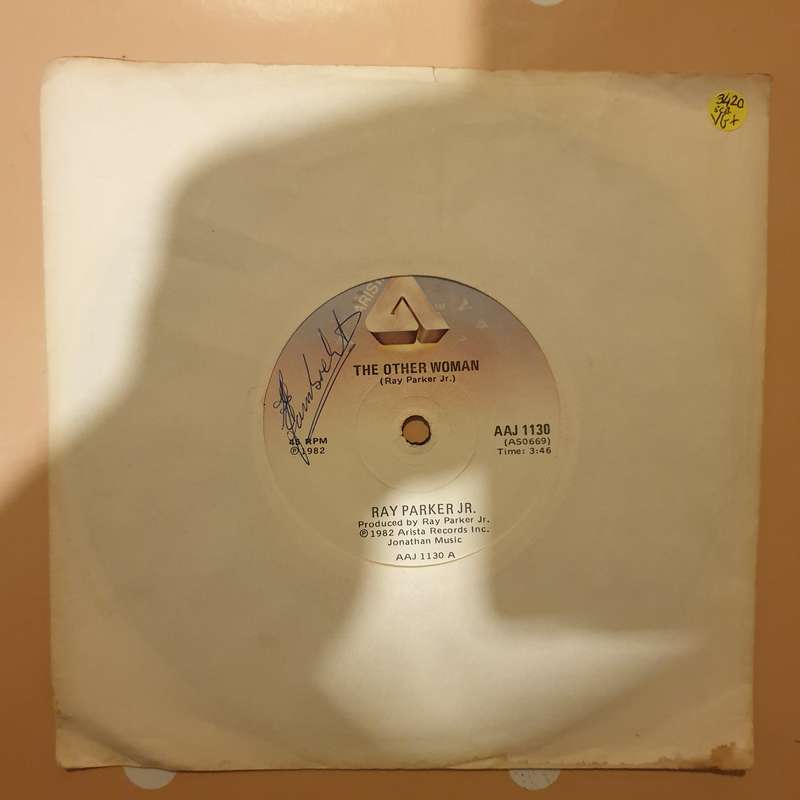 3420
VG+
ARISTA
THE OTHER WOMAN
(Ray Parker Jr.)
45 RPM
℗1982
AAJ 1130
(AS0669)
Time: 3:46
RAY PARKER JR.
Produced by Ray Parker Jr.
℗1982 Arista Records Inc.
Jonathan Music
AAJ 1130 A